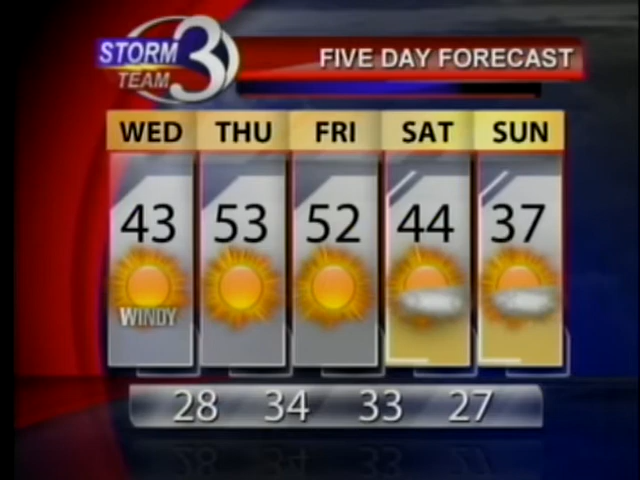 STORM 3
TEAM
FIVE DAY FORECAST
WED THU FRI SAT SUN
43 53 52 44 37
WINDY
28 34 33 27